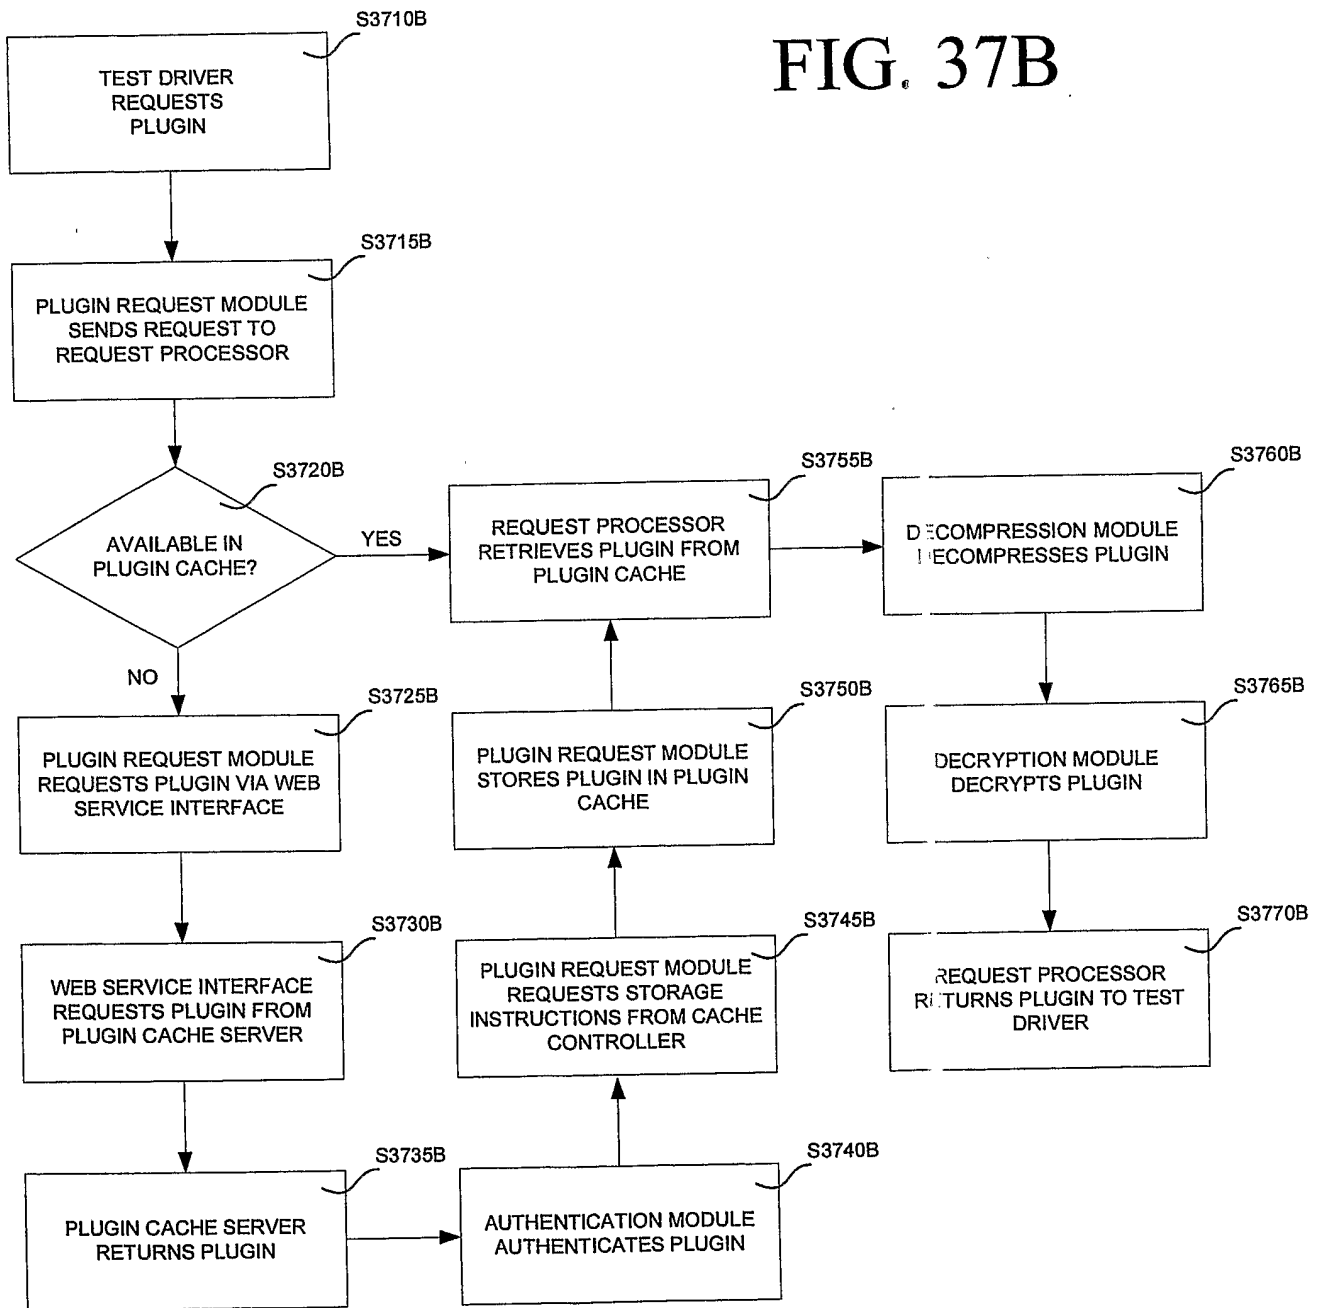 FIG. 37B
S3710B
TEST DRIVER
REQUESTS
PLUGIN
S3715B
PLUGIN REQUEST MODULE
SENDS REQUEST TO
REQUEST PROCESSOR
S3720B
AVAILABLE IN
PLUGIN CACHE?
YES
NO
S3725B
PLUGIN REQUEST MODULE
REQUESTS PLUGIN VIA WEB
SERVICE INTERFACE
S3730B
WEB SERVICE INTERFACE
REQUESTS PLUGIN FROM
PLUGIN CACHE SERVER
S3735B
PLUGIN CACHE SERVER
RETURNS PLUGIN
S3740B
AUTHENTICATION MODULE
AUTHENTICATES PLUGIN
S3745B
PLUGIN REQUEST MODULE
REQUESTS STORAGE
INSTRUCTIONS FROM CACHE
CONTROLLER
S3750B
PLUGIN REQUEST MODULE
STORES PLUGIN IN PLUGIN
CACHE
S3755B
REQUEST PROCESSOR
RETRIEVES PLUGIN FROM
PLUGIN CACHE
S3760B
DECOMPRESSION MODULE
DECOMPRESSES PLUGIN
S3765B
DECRYPTION MODULE
DECRYPTS PLUGIN
S3770B
REQUEST PROCESSOR
RETURNS PLUGIN TO TEST
DRIVER